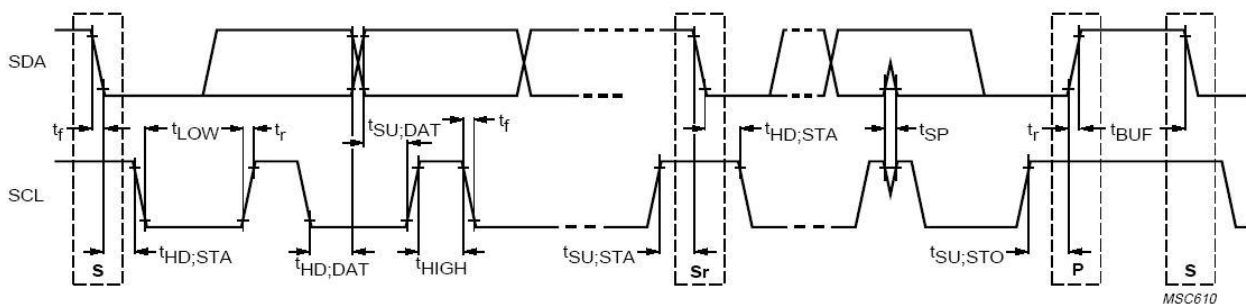 SDA
tf tLOW tr tSU;DAT tf tHD;STA tSP tr tBUF
SCL
tHD;STA tHD;DAT tHIGH tSU;STA tSU;STO
S Sr P S
MSC610